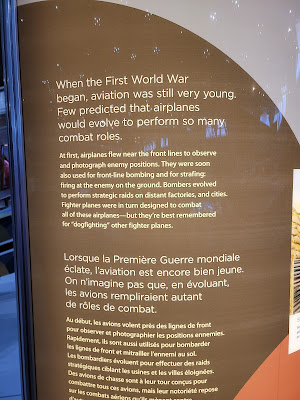 When the First World War
began, aviation was still very young.
Few predicted that airplanes
would evolve to perform so many
combat roles.
At first, airplanes flew near the front lines to observe
and photograph enemy positions. They were soon
also used for front-line bombing and for strafing:
firing at the enemy on the ground. Bombers evolved
to perform strategic raids on distant factories, and cities.
Fighter planes were in turn designed to combat
all of these airplanes—but they're best remembered
for "dogfighting" other fighter planes.
Lorsque la Première Guerre mondiale
éclate, l'aviation est encore bien jeune.
On n'imagine pas que, en évoluant,
les avions rempliraient autant
de rôles de combat.
Au début, les avions volent près des lignes de front
pour observer et photographier les positions ennemies.
Rapidement, ils sont aussi utilisés pour bombarder
les lignes de front et mitrailler l'ennemi au sol.
Les bombardiers évoluent pour effectuer des raids
stratégiques ciblant les usines et les villes éloignées.
Des avions de chasse sont à leur tour conçus pour
combattre tous ces avions, mais leur notoriété repose